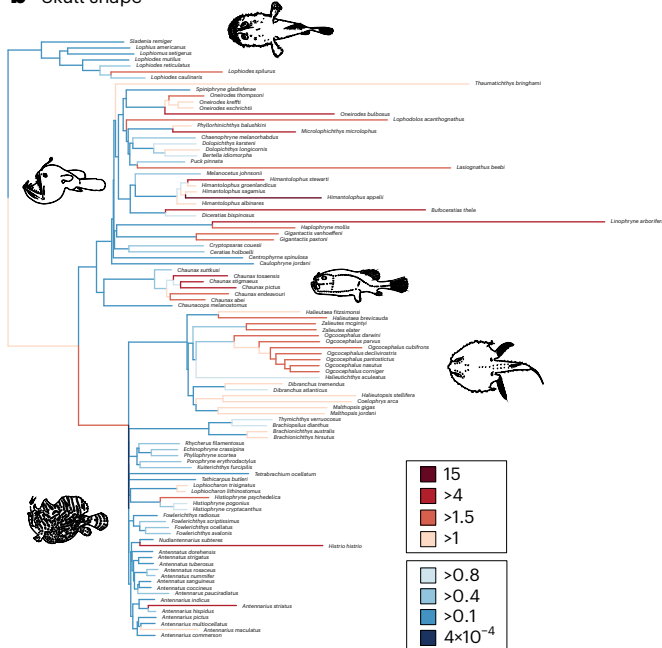 b Skull shape
Sladenia remiger
Lophius americanus
Lophiomus setigerus
Lophiodes mutilus
Lophiodes reticulatus
Lophiodes spilurus
Lophiodes caulinaris
Thaumatichthys binghami
Spiniphryne gladisfenae
Oneirodes thompsoni
Oneirodes kreffti
Oneirodes eschrichtii
Oneirodes bulbosus
Lophodolos acanthognathus
Phyllorhinichthys balushkini
Microlophichthys microlophus
Chaenophryne melanorhabdus
Dolopichthys karsteni
Dolopichthys longicornis
Bertella idiomorpha
Puck pinnata
Lasiognathus beebi
Melanocetus johnsonii
Himantolophus stewarti
Himantolophus groenlandicus
Himantolophus sagamius
Himantolophus appelii
Himantolophus albinares
Bufoceratias thele
Diceratias bispinosus
Linophryne arborifera
Haplophryne mollis
Gigantactis vanhoeffeni
Gigantactis paxtoni
Cryptopsaras couesii
Ceratias holboelli
Centrophryne spinulosa
Caulophryne jordani
Chaunax suttkusi
Chaunax tosaensis
Chaunax stigmaeus
Chaunax pictus
Chaunax endeavouri
Chaunax abei
Chaunacops melanostomus
Halieutaea fitzsimonsi
Halieutaea brevicauda
Zalieutes mcgintyi
Zalieutes elater
Ogcocephalus darwini
Ogcocephalus parvus
Ogcocephalus cubifrons
Ogcocephalus declivirostris
Ogcocephalus pantostictus
Ogcocephalus nasutus
Ogcocephalus corniger
Halieutichthys aculeatus
Dibranchus tremendus
Dibranchus atlanticus
Halieutopsis stellifera
Coelophrys arca
Malthopsis gigas
Malthopsis jordani
Thymichthys verrucosus
Brachiopsilus dianthus
Brachionichthys australis
Brachionichthys hirsutus
Rhycherus filamentosus
Echinophryne crassipina
Phyllophryne scortea
Porophryne erythrodactylus
Kuiterichthys furcipilis
Tetrabrachium ocellatum
Tathicarpus butleri
Lophiocharon trisignatus
Lophiocharon lithinostomus
Histiophryne psychedelica
Histiophryne pogonius
Histiophryne cryptacanthus
Fowlerichthys radiosus
Fowlerichthys scriptissimus
Fowlerichthys ocellatus
Fowlerichthys avalonis
Nudiantennarius subteres
Histrio histrio
Antennatus dorehensis
Antennatus strigatus
Antennatus tuberosus
Antennatus rosaceus
Antennatus nummifer
Antennatus sanguineus
Antennatus coccineus
Antennarius pauciradiatus
Antennarius indicus
Antennarius striatus
Antennarius hispidus
Antennarius pictus
Antennarius multiocellatus
Antennarius maculatus
Antennarius commerson
15
>4
>1.5
>1
>0.8
>0.4
>0.1
4×10⁻⁴